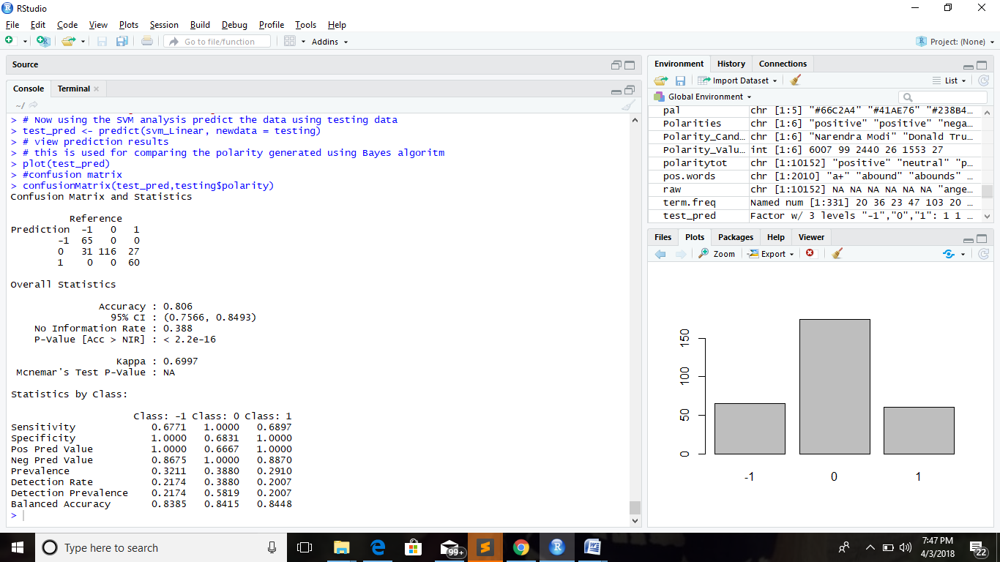 RStudio
File Edit Code View Plots Session Build Debug Profile Tools Help
Go to file/function Addins Project: (None)
Source
Console Terminal
~/
> # Now using the SVM analysis predict the data using testing data
> test_pred <- predict(svm_Linear, newdata = testing)
> # view prediction results
> # this is used for comparing the polarity generated using Bayes algoritm
> plot(test_pred)
> #confusion matrix
> confusionMatrix(test_pred,testing$polarity)
Confusion Matrix and Statistics
Reference
Prediction -1 0 1
-1 65 0 0
0 31 116 27
1 0 0 60
Overall Statistics
Accuracy : 0.806
95% CI : (0.7566, 0.8493)
No Information Rate : 0.388
P-Value [Acc > NIR] : < 2.2e-16
Kappa : 0.6997
Mcnemar's Test P-Value : NA
Statistics by Class:
Class: -1 Class: 0 Class: 1
Sensitivity 0.6771 1.0000 0.6897
Specificity 1.0000 0.6831 1.0000
Pos Pred Value 1.0000 0.6667 1.0000
Neg Pred Value 0.8675 1.0000 0.8870
Prevalence 0.3211 0.3880 0.2910
Detection Rate 0.2174 0.3880 0.2007
Detection Prevalence 0.2174 0.5819 0.2007
Balanced Accuracy 0.8385 0.8415 0.8448
>
Environment History Connections
Import Dataset List
Global Environment
pal chr [1:5] "#66C2A4" "#41AE76" "#238B4…
Polarities chr [1:6] "positive" "positive" "nega…
Polarity_Cand… chr [1:6] "Narendra Modi" "Donald Tru…
Polarity_Valu… int [1:6] 6007 99 2440 26 1553 27
politytot chr [1:10152] "positive" "neutral" "p…
pos.words chr [1:2010] "a+" "abound" "abounds" …
raw chr [1:10152] NA NA NA NA NA NA "ange…
term.freq Named num [1:331] 20 36 23 47 103 20 …
test_pred Factor w/ 3 levels "-1","0","1": 1 1 …
Files Plots Packages Help Viewer
Zoom Export
150
100
50
0
-1 0 1
Type here to search
99+
7:47 PM
4/3/2018
22